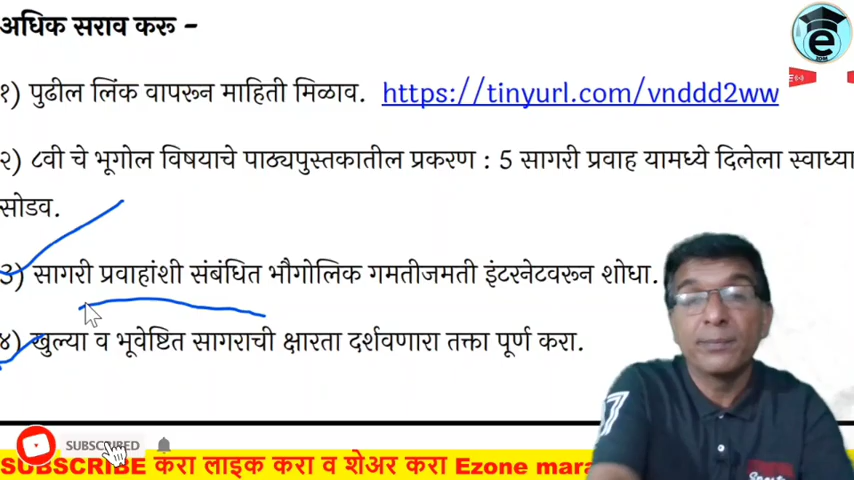 अधिक सराव करू –
१) पुढील लिंक वापरून माहिती मिळाव. https://tinyurl.com/vnddd2ww
२) ८वी चे भूगोल विषयाचे पाठ्यपुस्तकातील प्रकरण : 5 सागरी प्रवाह यामध्ये दिलेला स्वाध्या
सोडव.
3) सागरी प्रवाहांशी संबंधित भौगोलिक गमतीजमती इंटरनेटवरून शोधा.
४) खुल्या व भूवेष्टित सागराची क्षारता दर्शवणारा तक्ता पूर्ण करा.
SUBSCRIBED
SUBSCRIBE करा लाइक करा व शेअर करा Ezone mara